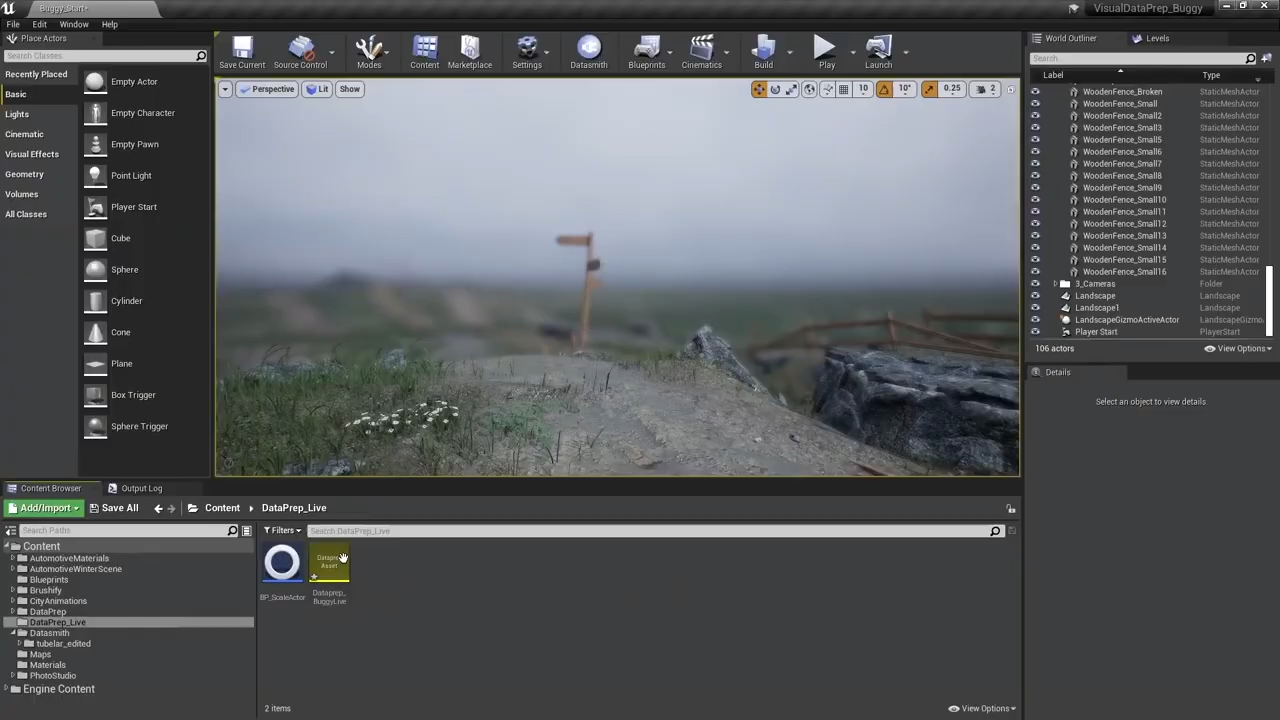 Buggy_Start*
VisualDataPrep_Buggy
File Edit Window Help
Place Actors
Search Classes
Recently Placed
Basic
Lights
Cinematic
Visual Effects
Geometry
Volumes
All Classes
Empty Actor
Empty Character
Empty Pawn
Point Light
Player Start
Cube
Sphere
Cylinder
Cone
Plane
Box Trigger
Sphere Trigger
Save Current
Source Control
Modes
Content
Marketplace
Settings
Datasmith
Blueprints
Cinematics
Build
Play
Launch
Perspective Lit Show
10 10° 0.25 2
World Outliner Levels
Search...
Label Type
WoodenFence_Broken StaticMeshActor
WoodenFence_Small StaticMeshActor
WoodenFence_Small2 StaticMeshActor
WoodenFence_Small3 StaticMeshActor
WoodenFence_Small5 StaticMeshActor
WoodenFence_Small6 StaticMeshActor
WoodenFence_Small7 StaticMeshActor
WoodenFence_Small8 StaticMeshActor
WoodenFence_Small9 StaticMeshActor
WoodenFence_Small10 StaticMeshActor
WoodenFence_Small11 StaticMeshActor
WoodenFence_Small12 StaticMeshActor
WoodenFence_Small13 StaticMeshActor
WoodenFence_Small14 StaticMeshActor
WoodenFence_Small15 StaticMeshActor
WoodenFence_Small16 StaticMeshActor
3_Cameras Folder
Landscape Landscape
Landscape1 Landscape
LandscapeGizmoActiveActor LandscapeGizmo
Player Start PlayerStart
106 actors
View Options
Details
Select an object to view details
Content Browser Output Log
Add/Import Save All Content DataPrep_Live
Search Paths
Filters Search DataPrep_Live
Content
AutomotiveMaterials
AutomotiveWinterScene
Blueprints
Brushify
CityAnimations
DataPrep
DataPrep_Live
Datasmith
tubelar_edited
Maps
Materials
PhotoStudio
Engine Content
BP_ScaleActor
Asset
Dataprep_
BuggyLive
2 items
View Options